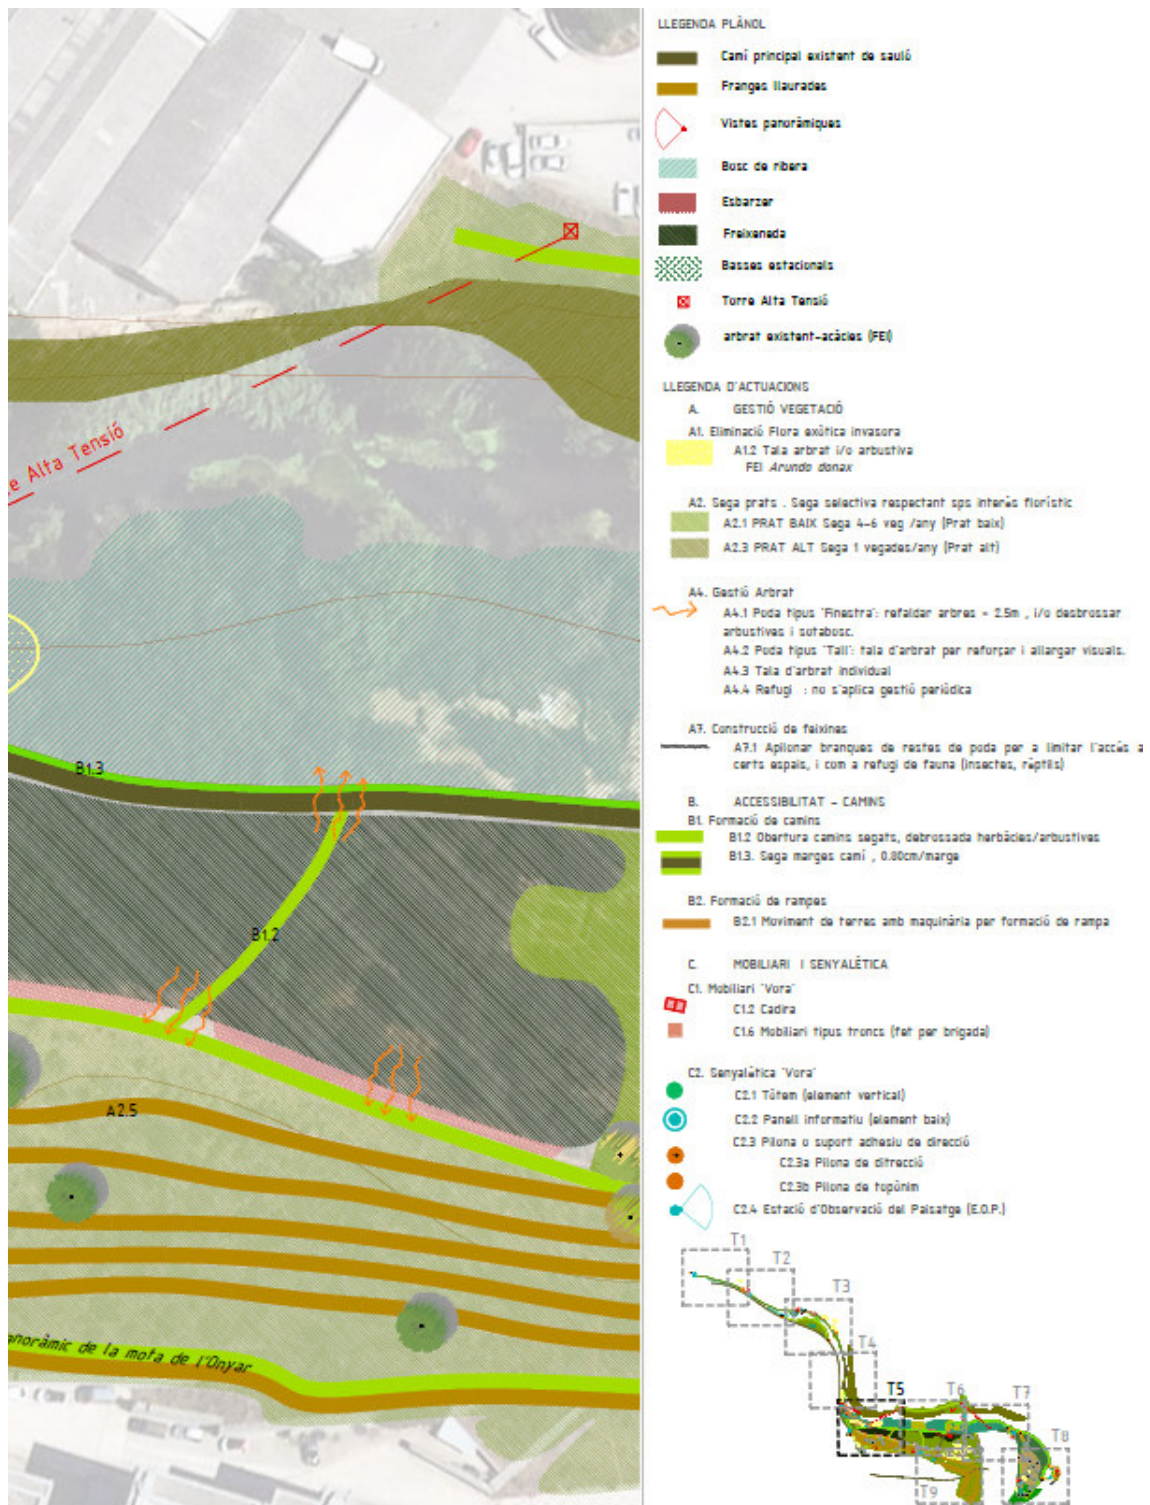 e Alta Tensió
B1.3
B1.2
A2.5
anoràmic de la mota de l'Onyar
LLEGENDA PLÀNOL
Camí principal existent de sauló
Franges llaurades
Vistes panoràmiques
Bosc de ribera
Esbarzer
Freixeneda
Basses estacionals
Torre Alta Tensió
arbrat existent-acàcies (FEI)
LLEGENDA D'ACTUACIONS
A. GESTIÓ VEGETACIÓ
A1. Eliminació Flora exòtica invasora
A1.2 Tala arbrat i/o arbustiva
FEI Arundo donax
A2. Sega prats . Sega selectiva respectant sps interès florístic
A2.1 PRAT BAIX Sega 4-6 veg /any (Prat baix)
A2.3 PRAT ALT Sega 1 vegades/any (Prat alt)
A4. Gestió Arbrat
A4.1 Poda tipus "Finestra": refaldar arbres = 2.5m , i/o desbrossar
arbustives i sotabosc.
A4.2 Poda tipus "Tall": tala d'arbrat per reforçar i allargar visuals.
A4.3 Tala d'arbrat individual
A4.4 Refugi : no s'aplica gestió periòdica
A7. Construcció de feixines
A7.1 Apilonar branques de restes de poda per a limitar l'accés a
certs espais, i com a refugi de fauna (insectes, rèptils)
B. ACCESSIBILITAT - CAMINS
B1. Formació de camins
B1.2 Obertura camins segats, debrossada herbàcies/arbustives
B1.3. Sega marges camí , 0.80cm/marge
B2. Formació de rampes
B2.1 Moviment de terres amb maquinària per formació de rampa
C. MOBILIARI I SENYALÈTICA
C1. Mobiliari "Vora"
C1.2 Cadira
C1.6 Mobiliari tipus troncs (fet per brigada)
C2. Senyalètica "Vora"
C2.1 Tòtem (element vertical)
C2.2 Panell informatiu (element baix)
C2.3 Pilona o suport adhesiu de direcció
C2.3a Pilona de ditrecció
C2.3b Pilona de topònim
C2.4 Estació d'Observació del Paisatge (E.O.P.)
T1
T2
T3
T4
T5
T6
T7
T8
T9